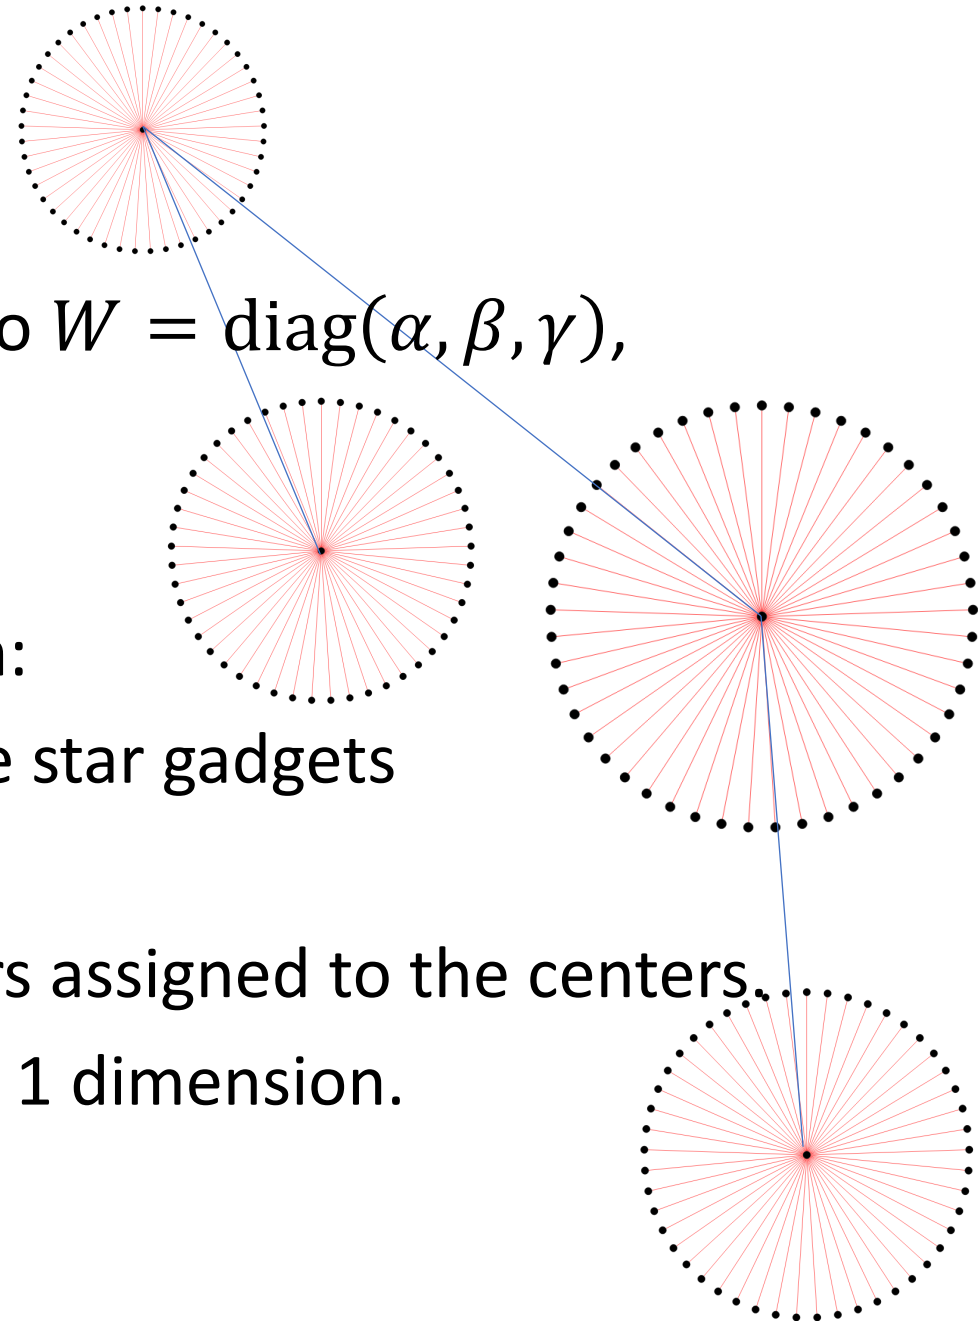 o W = diag(α, β, γ),
n:
e star gadgets
rs assigned to the centers.
1 dimension.